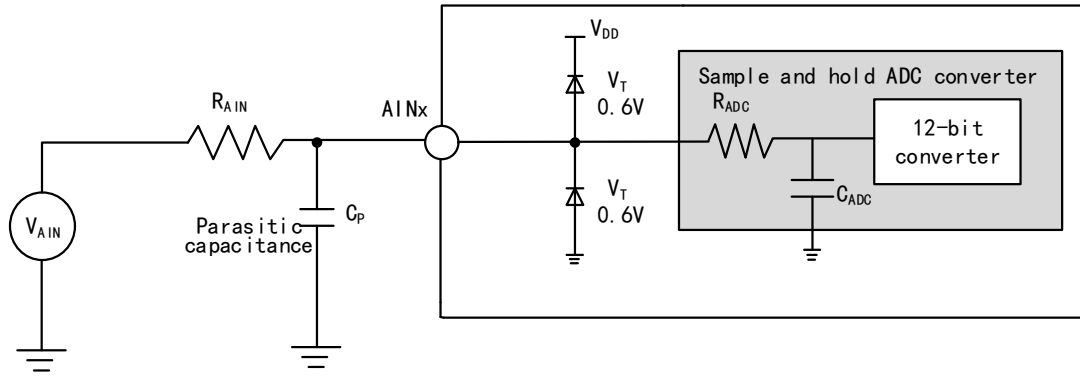 V_DD
Sample and hold ADC converter
V_T
0.6V
R_AIN
AINx
R_ADC
12-bit
converter
V_T
0.6V
C_ADC
V_AIN
Parasitic
capacitance
C_P